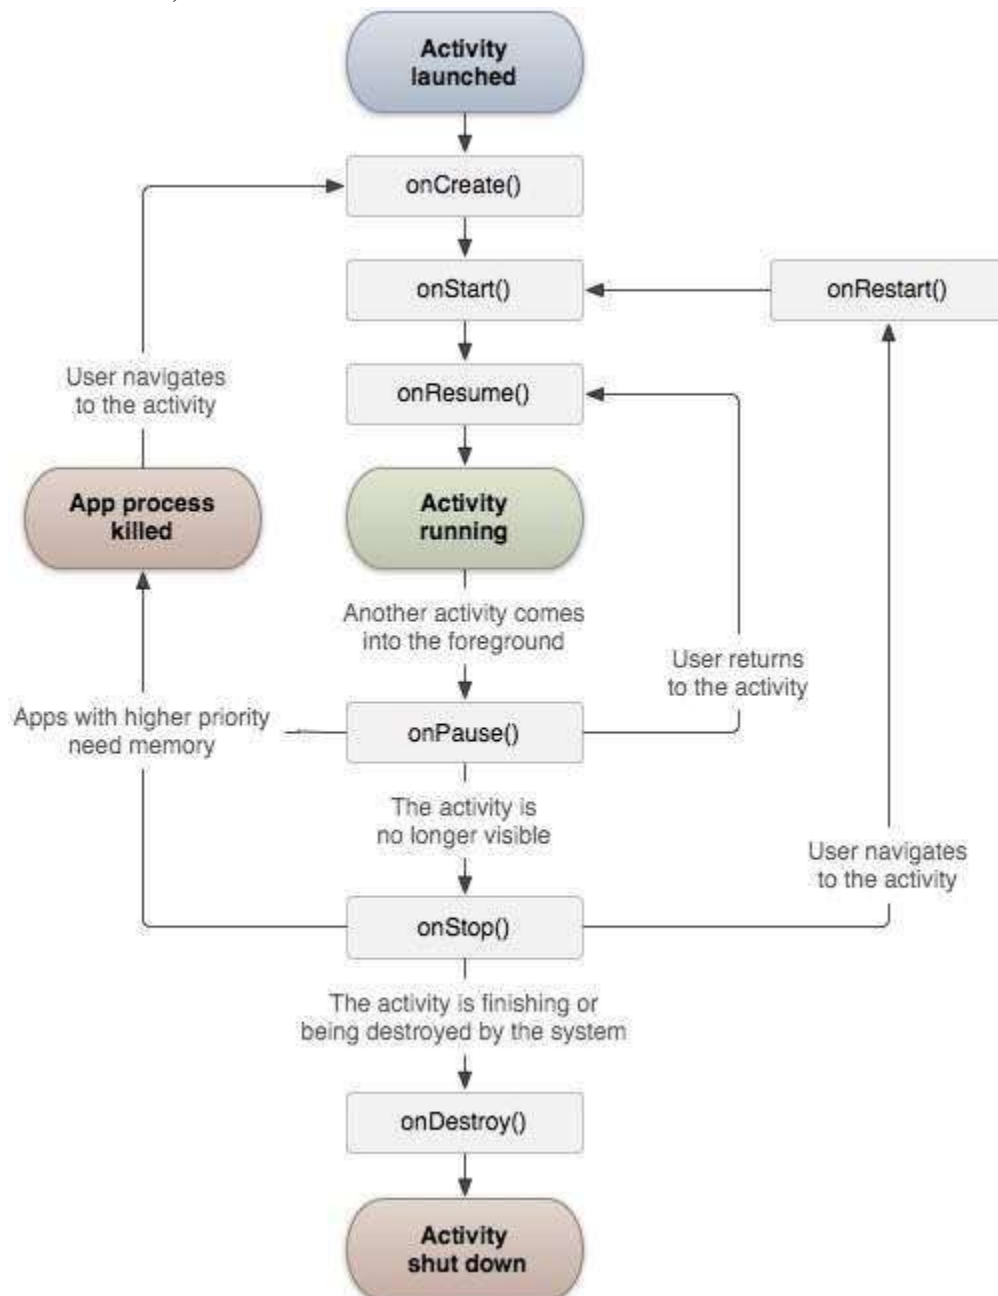 Activity
launched
onCreate()
onStart()
onRestart()
User navigates
to the activity
onResume()
App process
killed
Activity
running
Another activity comes
into the foreground
User returns
to the activity
Apps with higher priority
need memory
onPause()
The activity is
no longer visible
User navigates
to the activity
onStop()
The activity is finishing or
being destroyed by the system
onDestroy()
Activity
shut down